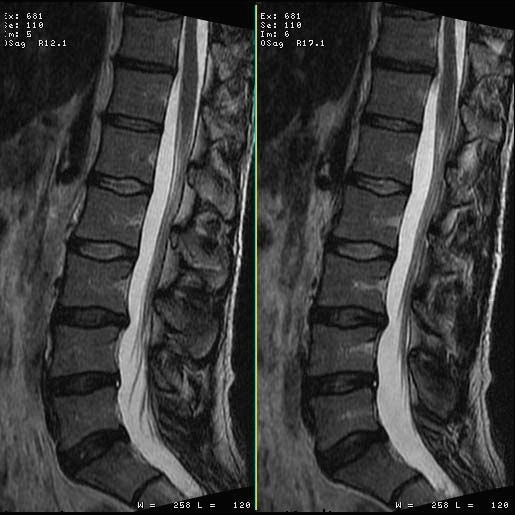 Ex: 681
Se: 110
Im: 5
OSag R12.1
Ex: 681
Se: 110
Im: 6
OSag R17.1
W = 258 L = 120
W = 258 L = 120